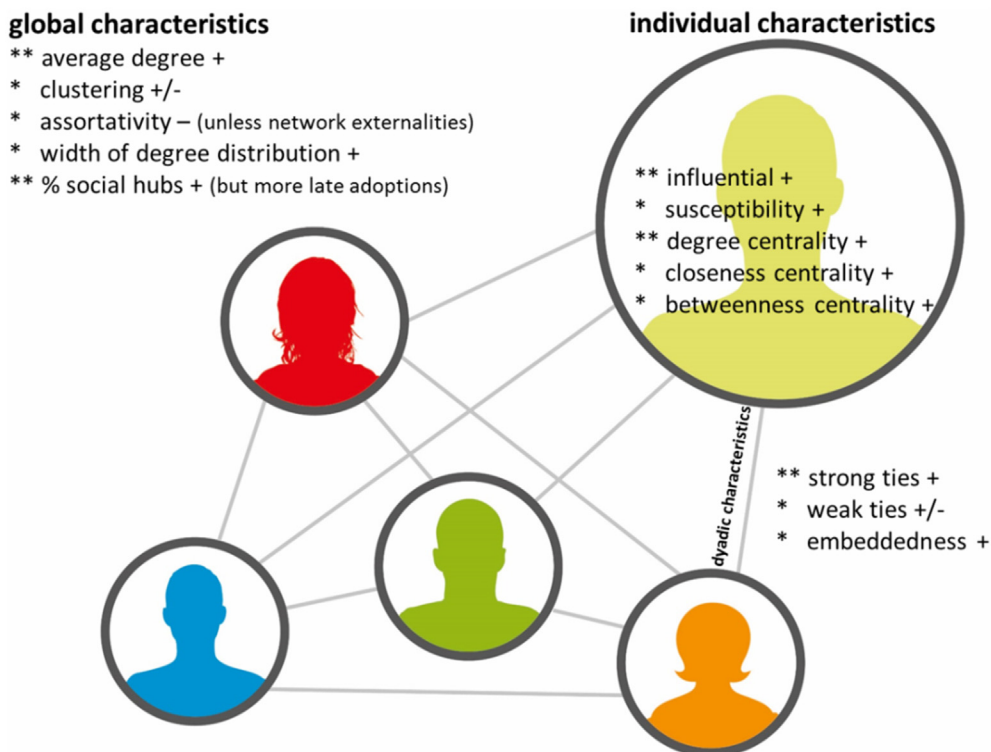 global characteristics
** average degree +
* clustering +/-
* assortativity – (unless network externalities)
* width of degree distribution +
** % social hubs + (but more late adoptions)
individual characteristics
** influential +
* susceptibility +
** degree centrality +
* closeness centrality +
* betweenness centrality +
dyadic characteristics
** strong ties +
* weak ties +/-
* embeddedness +